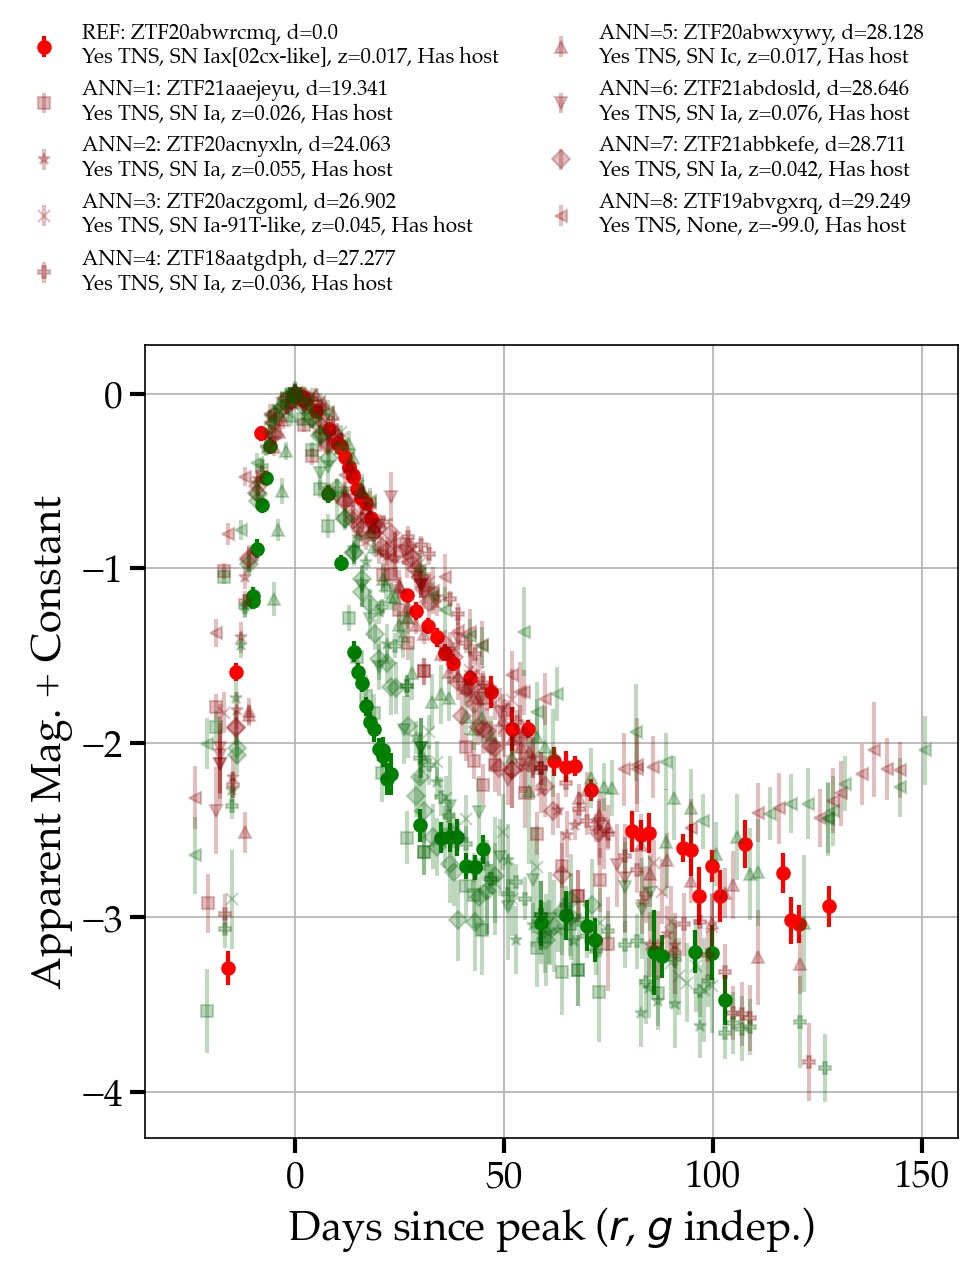 REF: ZTF20abwrcmq, d=0.0
Yes TNS, SN Iax[02cx-like], z=0.017, Has host
ANN=1: ZTF21aaejeyu, d=19.341
Yes TNS, SN Ia, z=0.026, Has host
ANN=2: ZTF20acnyxln, d=24.063
Yes TNS, SN Ia, z=0.055, Has host
ANN=3: ZTF20aczgoml, d=26.902
Yes TNS, SN Ia-91T-like, z=0.045, Has host
ANN=4: ZTF18aatgdph, d=27.277
Yes TNS, SN Ia, z=0.036, Has host
ANN=5: ZTF20abwxywy, d=28.128
Yes TNS, SN Ic, z=0.017, Has host
ANN=6: ZTF21abdosld, d=28.646
Yes TNS, SN Ia, z=0.076, Has host
ANN=7: ZTF21abbkefe, d=28.711
Yes TNS, SN Ia, z=0.042, Has host
ANN=8: ZTF19abvgxrq, d=29.249
Yes TNS, None, z=-99.0, Has host
Apparent Mag. + Constant
0
−1
−2
−3
−4
0 50 100 150
Days since peak (r, g indep.)